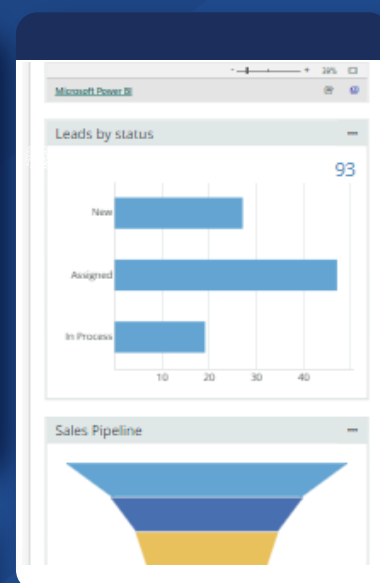 - + 39%
Microsoft Power BI
Leads by status
93
New
Assigned
In Process
10 20 30 40
Sales Pipeline